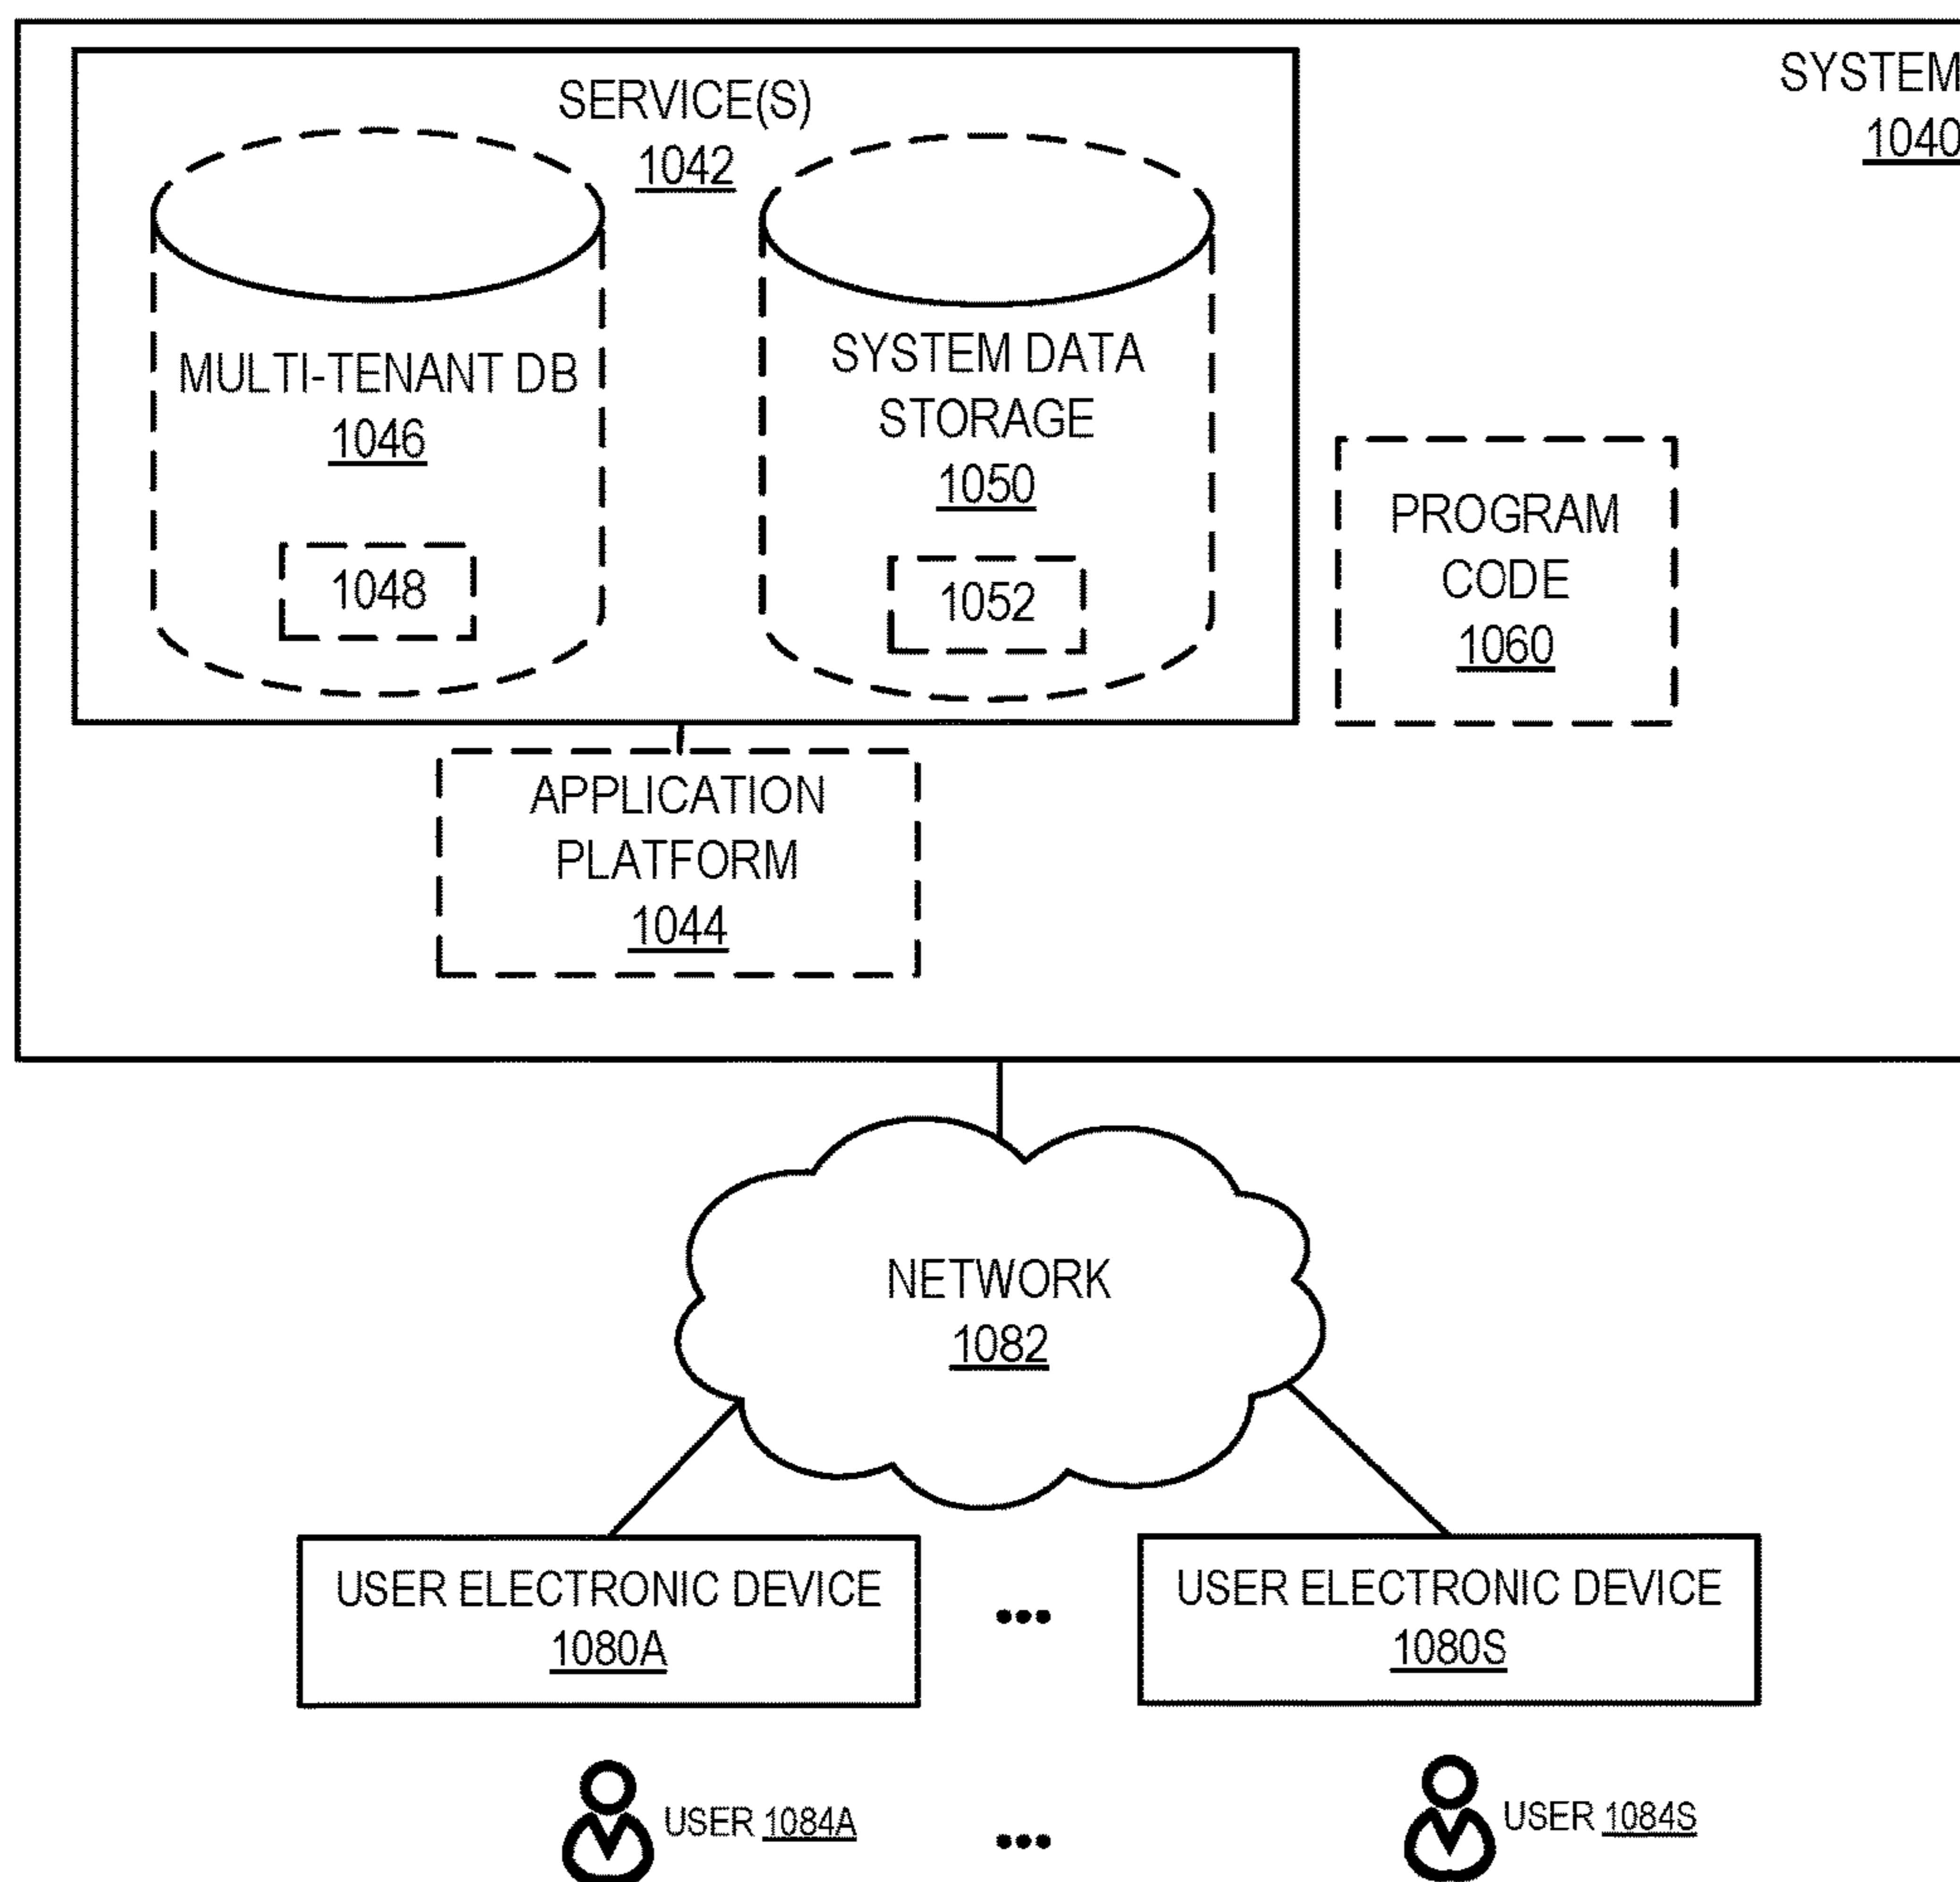 SYSTEM
1040
SERVICE(S)
1042
MULTI-TENANT DB
1046
1048
SYSTEM DATA
STORAGE
1050
1052
PROGRAM
CODE
1060
APPLICATION
PLATFORM
1044
NETWORK
1082
USER ELECTRONIC DEVICE
1080A
...
USER ELECTRONIC DEVICE
1080S
USER 1084A
...
USER 1084S